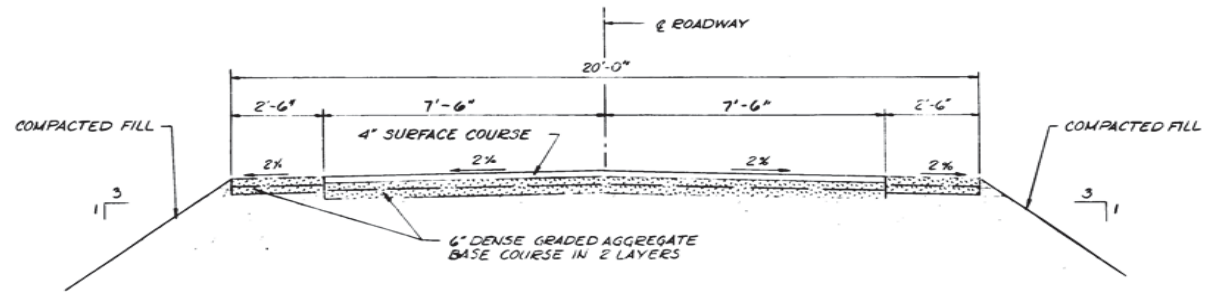 ℄ ROADWAY
20'-0"
2'-6" 7'-6" 7'-6" 2'-6"
COMPACTED FILL
4" SURFACE COURSE
COMPACTED FILL
2% 2% 2% 2%
3
1
3
1
6" DENSE GRADED AGGREGATE
BASE COURSE IN 2 LAYERS